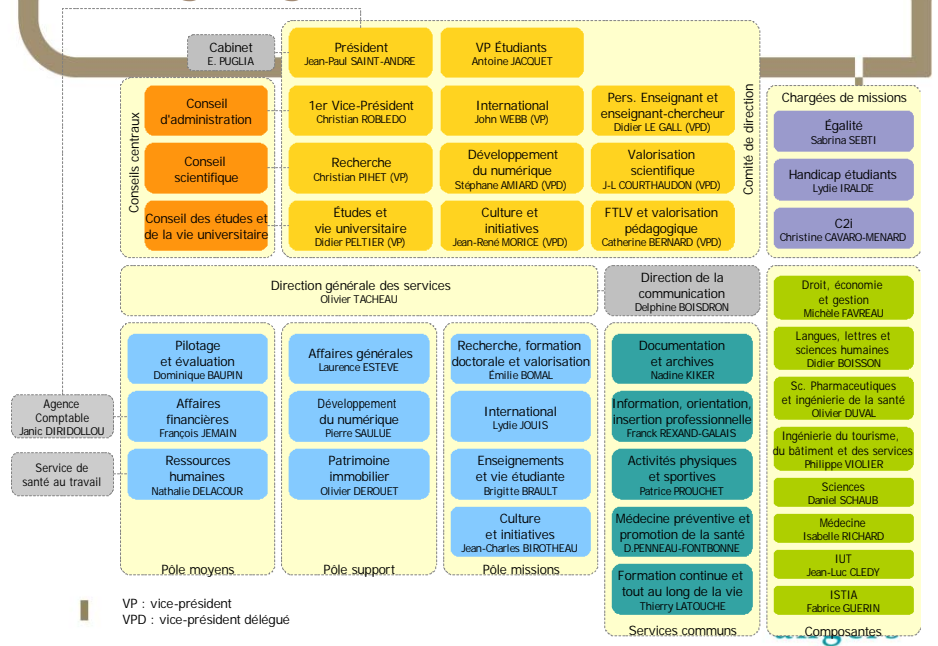 Cabinet
E. PUGLIA
Président
Jean-Paul SAINT-ANDRE
VP Étudiants
Antoine JACQUET
Conseils centraux
Conseil
d'administration
Conseil
scientifique
Conseil des études et
de la vie universitaire
1er Vice-Président
Christian ROBLEDO
International
John WEBB (VP)
Pers. Enseignant et
enseignant-chercheur
Didier LE GALL (VPD)
Recherche
Christian PIHET (VP)
Développement
du numérique
Stéphane AMIARD (VPD)
Valorisation
scientifique
J-L COURTHAUDON (VPD)
Études et
vie universitaire
Didier PELTIER (VP)
Culture et
initiatives
Jean-René MORICE (VPD)
FTLV et valorisation
pédagogique
Catherine BERNARD (VPD)
Comité de direction
Chargées de missions
Égalité
Sabrina SEBTI
Handicap étudiants
Lydie IRALDE
C2i
Christine CAVARO-MENARD
Direction générale des services
Olivier TACHEAU
Direction de la
communication
Delphine BOISDRON
Agence
Comptable
Janic DIRIDOLLOU
Service de
santé au travail
Pilotage
et évaluation
Dominique BAUPIN
Affaires
financières
François JEMAIN
Ressources
humaines
Nathalie DELACOUR
Pôle moyens
Affaires générales
Laurence ESTEVE
Développement
du numérique
Pierre SAULUE
Patrimoine
immobilier
Olivier DEROUET
Pôle support
Recherche, formation
doctorale et valorisation
Émilie BOMAL
International
Lydie JOUIS
Enseignements
et vie étudiante
Brigitte BRAULT
Culture
et initiatives
Jean-Charles BIROTHEAU
Pôle missions
Documentation
et archives
Nadine KIKER
Information, orientation,
insertion professionnelle
Franck REXAND-GALAIS
Activités physiques
et sportives
Patrice PROUCHET
Médecine préventive et
promotion de la santé
D.PENNEAU-FONTBONNE
Formation continue et
tout au long de la vie
Thierry LATOUCHE
Services communs
Droit, économie
et gestion
Michèle FAVREAU
Langues, lettres et
sciences humaines
Didier BOISSON
Sc. Pharmaceutiques
et ingénierie de la santé
Olivier DUVAL
Ingénierie du tourisme,
du bâtiment et des services
Philippe VIOLIER
Sciences
Daniel SCHAUB
Médecine
Isabelle RICHARD
IUT
Jean-Luc CLEDY
ISTIA
Fabrice GUERIN
Composantes
angers
VP : vice-président
VPD : vice-président délégué